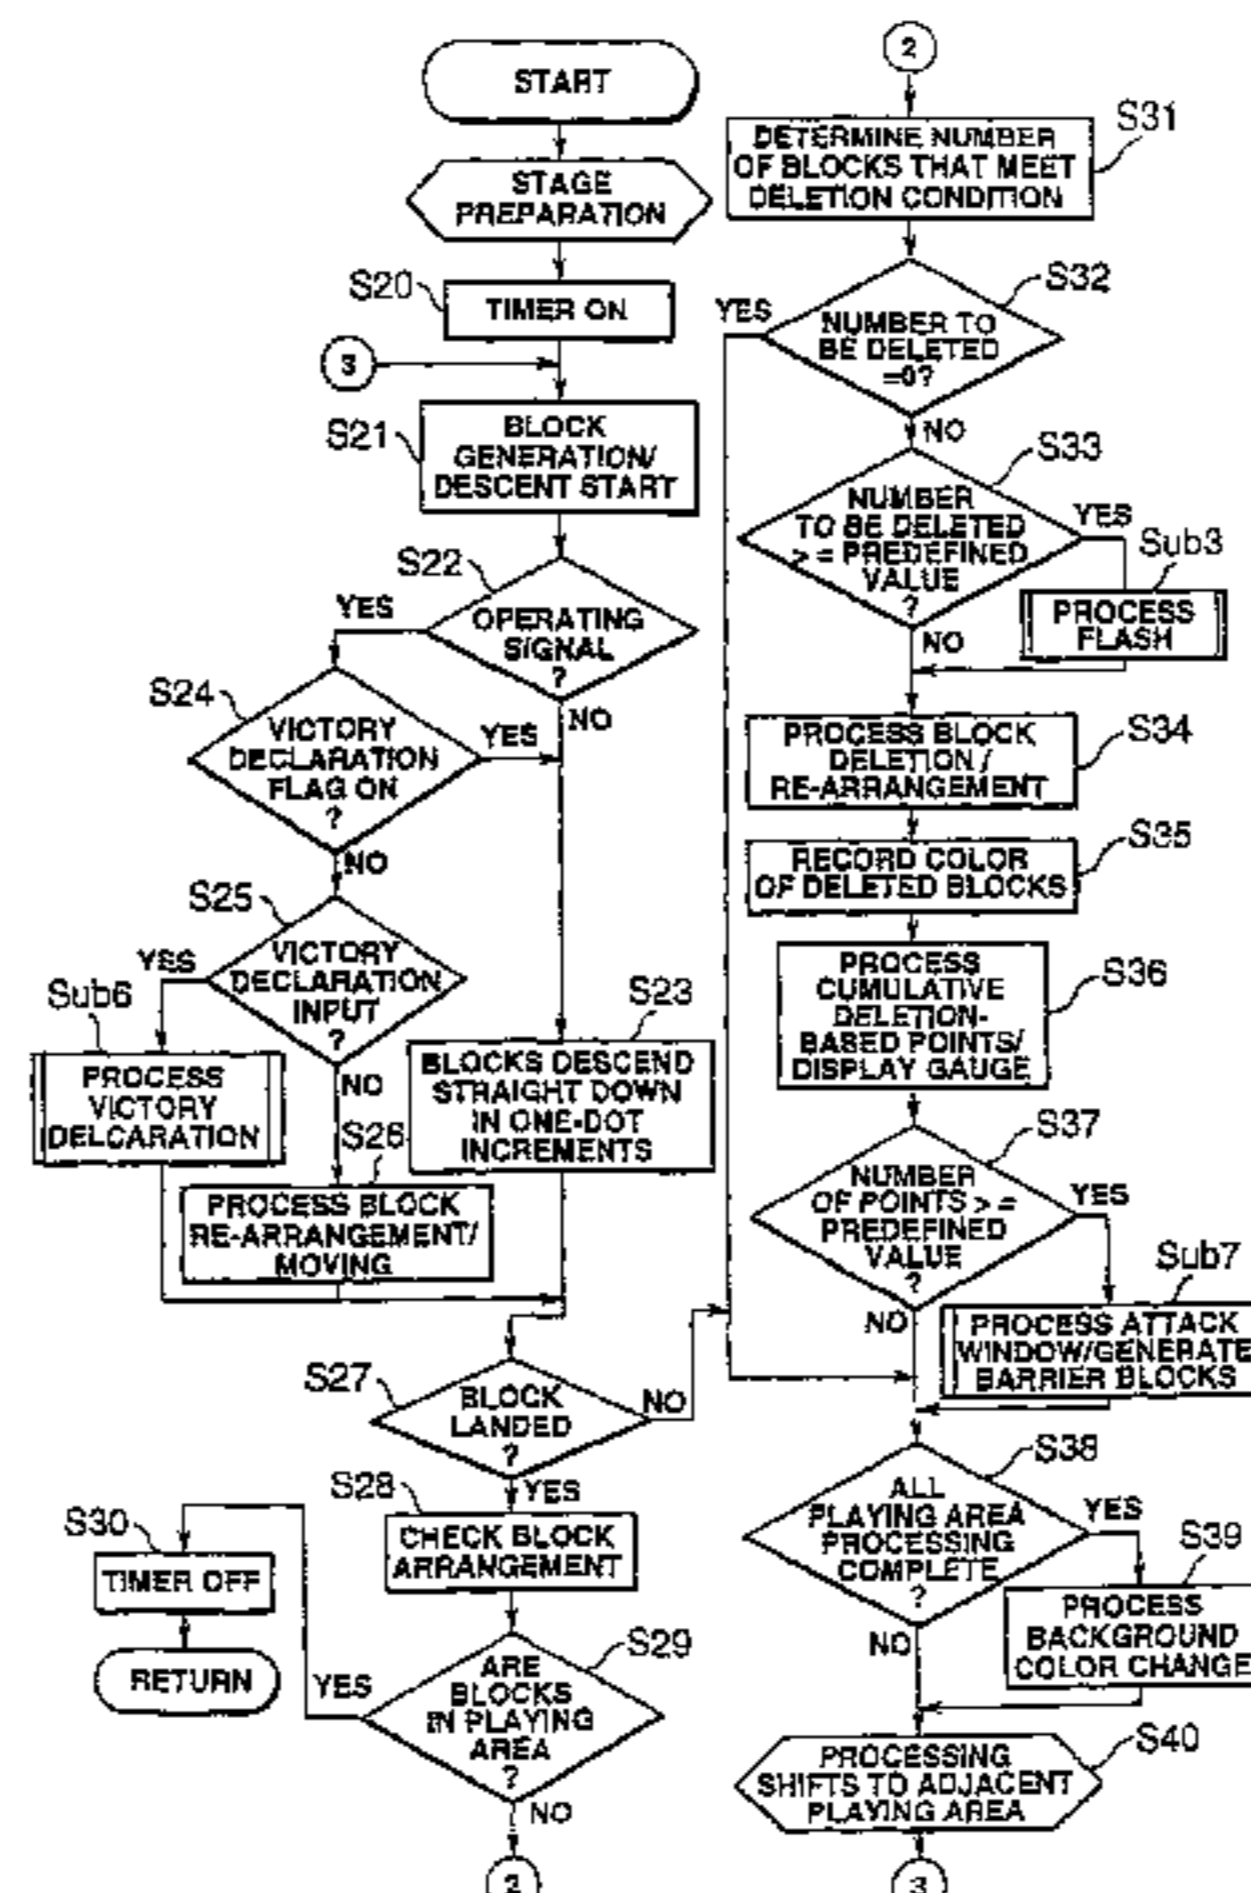 START
STAGE
PREPARATION
S20
TIMER ON
3
S21
BLOCK
GENERATION/
DESCENT START
S22
YES
OPERATING
SIGNAL
?
NO
S24
VICTORY
DECLARATION
FLAG ON
?
YES
NO
S25
YES
VICTORY
DECLARATION
INPUT
?
NO
Sub6
PROCESS
VICTORY
DELCARATION
S23
BLOCKS DESCEND
STRAIGHT DOWN
IN ONE-DOT
INCREMENTS
S26
PROCESS BLOCK
RE-ARRANGEMENT/
MOVING
S27
BLOCK
LANDED
?
NO
YES
S28
CHECK BLOCK
ARRANGEMENT
S30
TIMER OFF
RETURN
S29
YES
ARE
BLOCKS
IN PLAYING
AREA
?
NO
2
2
S31
DETERMINE NUMBER
OF BLOCKS THAT MEET
DELETION CONDITION
S32
YES
NUMBER TO
BE DELETED
=0?
NO
S33
NUMBER
TO BE DELETED
> = PREDEFINED
VALUE
?
YES
NO
Sub3
PROCESS
FLASH
S34
PROCESS BLOCK
DELETION /
RE-ARRANGEMENT
S35
RECORD COLOR
OF DELETED BLOCKS
S36
PROCESS
CUMULATIVE
DELETION-
BASED POINTS/
DISPLAY GAUGE
S37
NUMBER
OF POINTS > =
PREDEFINED
VALUE
?
YES
NO
Sub7
PROCESS ATTACK
WINDOW/GENERATE
BARRIER BLOCKS
S38
ALL
PLAYING AREA
PROCESSING
COMPLETE
?
YES
NO
S39
PROCESS
BACKGROUND
COLOR CHANGE
S40
PROCESSING
SHIFTS TO ADJACENT
PLAYING AREA
3